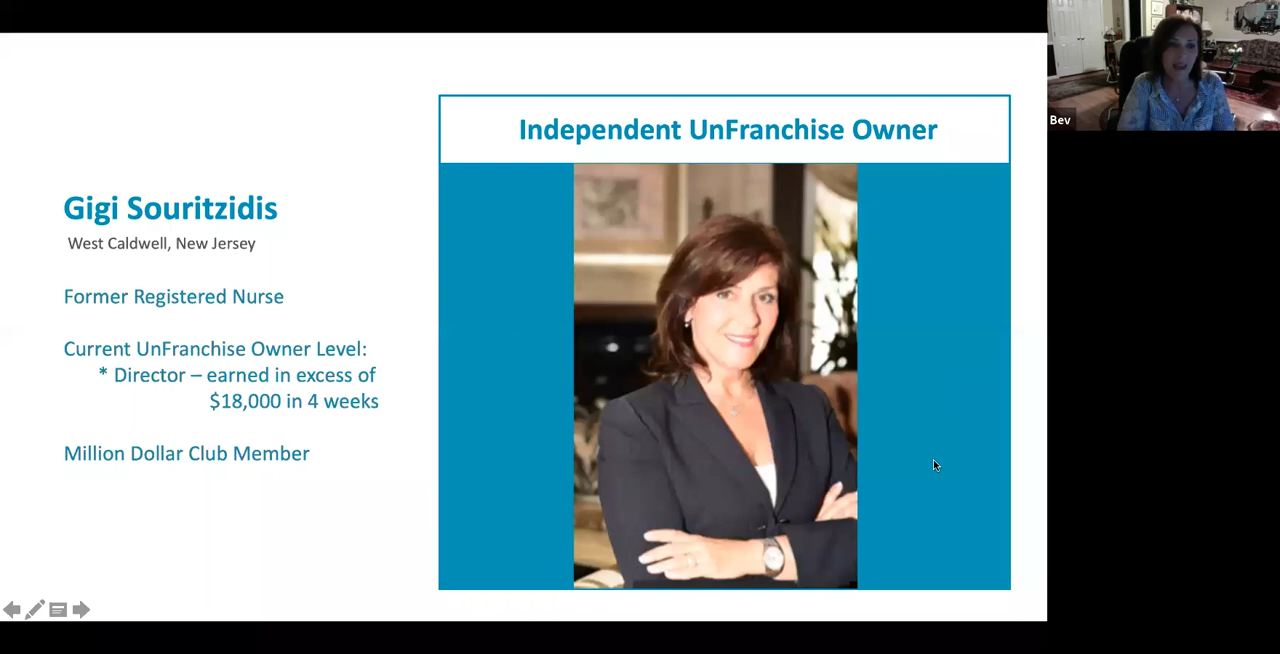 Independent UnFranchise Owner
Gigi Souritzidis
West Caldwell, New Jersey
Former Registered Nurse
Current UnFranchise Owner Level:
* Director – earned in excess of
$18,000 in 4 weeks
Million Dollar Club Member
Bev